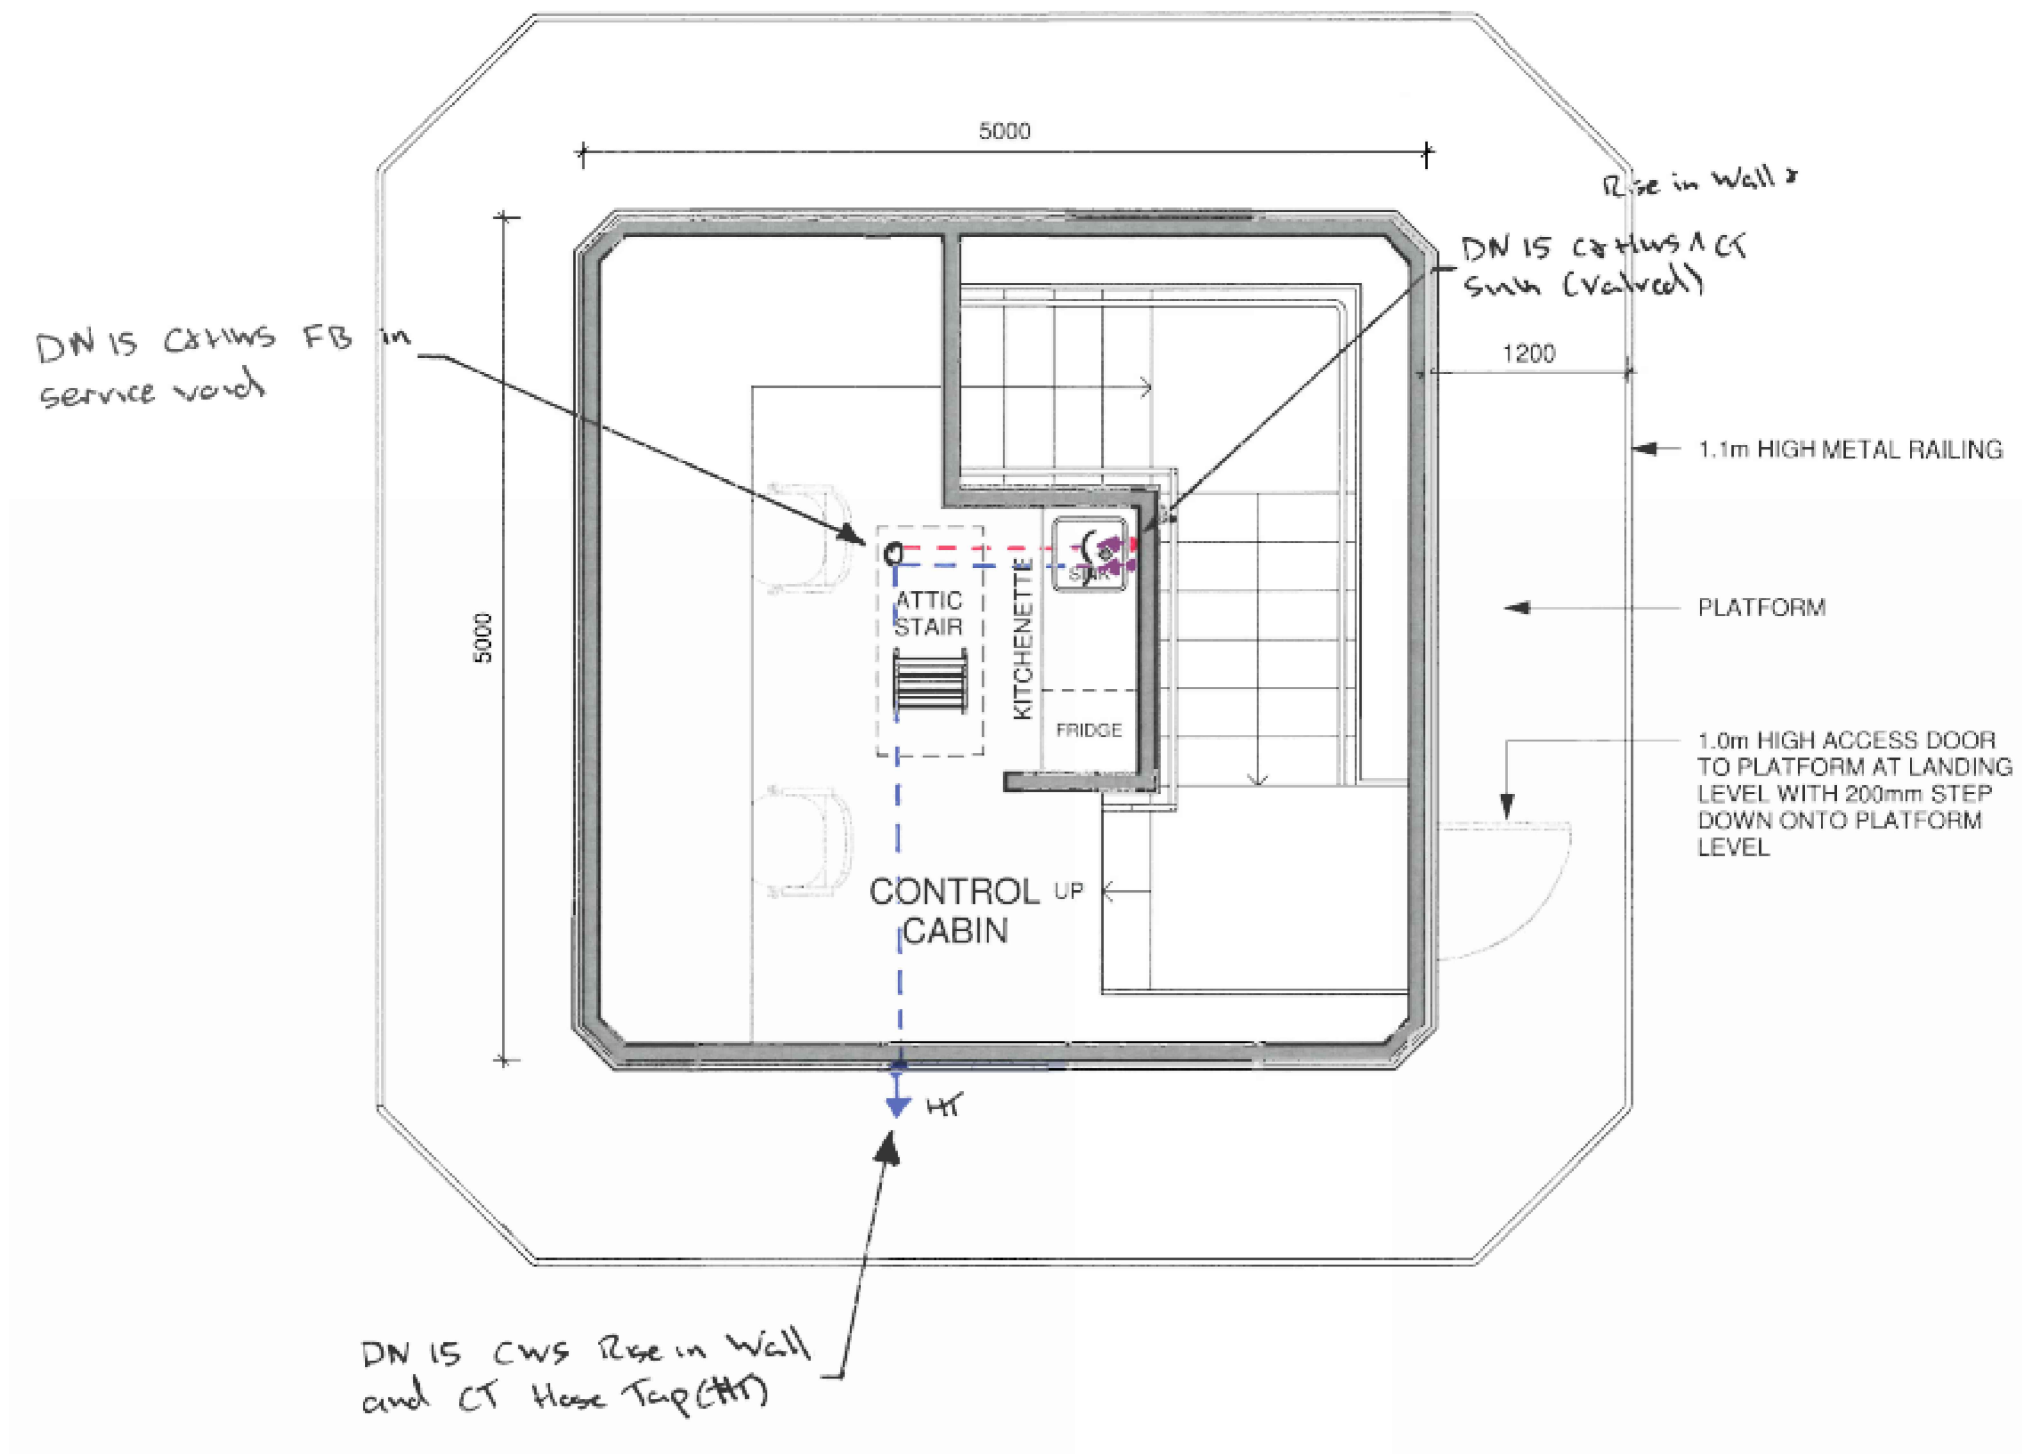 5000
Rise in Wall &
DN 15 C&HWS ^ CT
Sink (Valved)
DN 15 C&HWS FB in
service void
1200
1.1m HIGH METAL RAILING
SINK
ATTIC
STAIR
KITCHENETTE
PLATFORM
5000
FRIDGE
1.0m HIGH ACCESS DOOR
TO PLATFORM AT LANDING
LEVEL WITH 200mm STEP
DOWN ONTO PLATFORM
LEVEL
CONTROL
CABIN
UP
HT
DN 15 CWS Rise in Wall
and CT Hose Tap (HT)